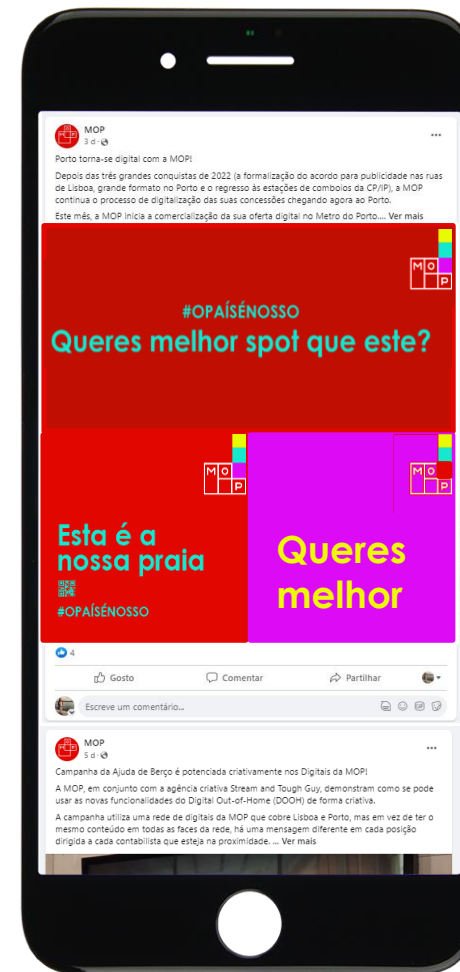 MOP
3 d
Porto torna-se digital com a MOP!
Depois das três grandes conquistas de 2022 (a formalização do acordo para publicidade nas ruas
de Lisboa, grande formato no Porto e o regresso às estações de comboios da CP/IP), a MOP
continua o processo de digitalização das suas concessões chegando agora ao Porto.
Este mês, a MOP inicia a comercialização da sua oferta digital no Metro do Porto.... Ver mais
MOP
#OPAÍSÉNOSSO
Queres melhor spot que este?
MOP
Esta é a
nossa praia
#OPAÍSÉNOSSO
MOP
Queres
melhor
4
Gosto
Comentar
Partilhar
Escreve um comentário...
MOP
5 d
Campanha da Ajuda de Berço é potenciada criativamente nos Digitais da MOP!
A MOP, em conjunto com a agência criativa Stream and Tough Guy, demonstram como se pode
usar as novas funcionalidades do Digital Out-of-Home (DOOH) de forma criativa.
A campanha utiliza uma rede de digitais da MOP que cobre Lisboa e Porto, mas em vez de ter o
mesmo conteúdo em todas as faces da rede, há uma mensagem diferente em cada posição
dirigida a cada contabilista que esteja na proximidade. ... Ver mais